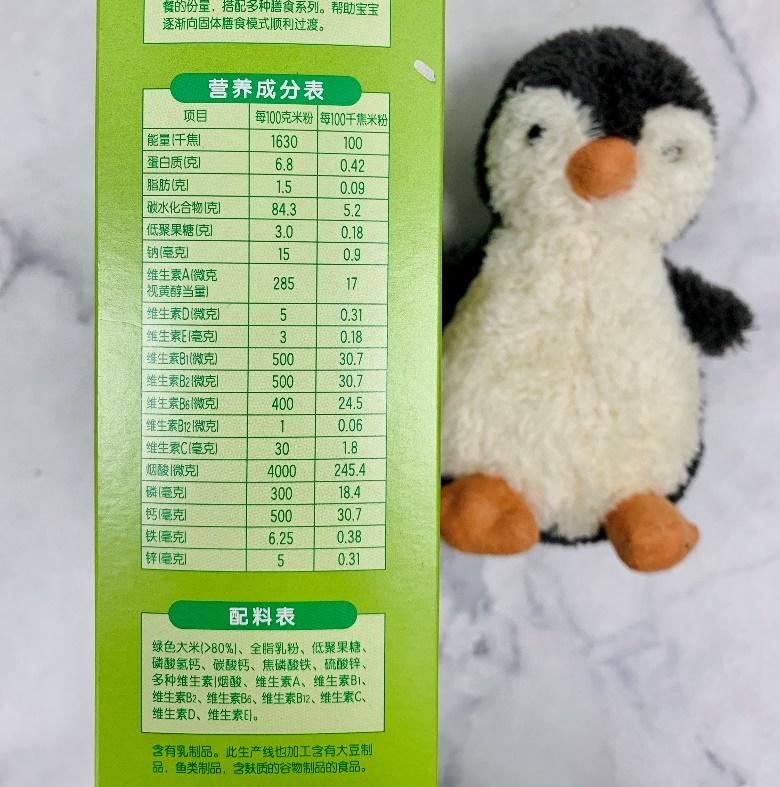 餐的份量，搭配多种膳食系列。帮助宝宝
逐渐向固体膳食模式顺利过渡。
营养成分表
项目 每100克米粉 每100千焦米粉
能量(千焦) 1630 100
蛋白质(克) 6.8 0.42
脂肪(克) 1.5 0.09
碳水化合物(克) 84.3 5.2
低聚果糖(克) 3.0 0.18
钠(毫克) 15 0.9
维生素A(微克
视黄醇当量) 285 17
维生素D(微克) 5 0.31
维生素E(毫克) 3 0.18
维生素B1(微克) 500 30.7
维生素B2(微克) 500 30.7
维生素B6(微克) 400 24.5
维生素B12(微克) 1 0.06
维生素C(毫克) 30 1.8
烟酸(微克) 4000 245.4
磷(毫克) 300 18.4
钙(毫克) 500 30.7
铁(毫克) 6.25 0.38
锌(毫克) 5 0.31
配料表
绿色大米(>80%)、全脂乳粉、低聚果糖、
磷酸氢钙、碳酸钙、焦磷酸铁、硫酸锌、
多种维生素(烟酸、维生素A、维生素B1、
维生素B2、维生素B6、维生素B12、维生素C、
维生素D、维生素E)。
含有乳制品。此生产线也加工含有大豆制
品，鱼类制品，含麸质的谷物制品的食品。